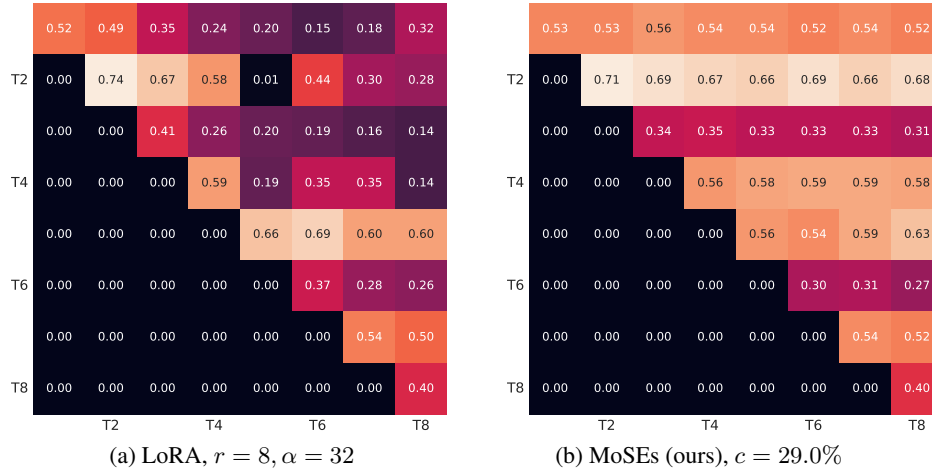 0.52 0.49 0.35 0.24 0.20 0.15 0.18 0.32
T2 0.00 0.74 0.67 0.58 0.01 0.44 0.30 0.28
0.00 0.00 0.41 0.26 0.20 0.19 0.16 0.14
T4 0.00 0.00 0.00 0.59 0.19 0.35 0.35 0.14
0.00 0.00 0.00 0.00 0.66 0.69 0.60 0.60
T6 0.00 0.00 0.00 0.00 0.00 0.37 0.28 0.26
0.00 0.00 0.00 0.00 0.00 0.00 0.54 0.50
T8 0.00 0.00 0.00 0.00 0.00 0.00 0.00 0.40
T2 T4 T6 T8
(a) LoRA, r = 8, α = 32
0.53 0.53 0.56 0.54 0.54 0.52 0.54 0.52
T2 0.00 0.71 0.69 0.67 0.66 0.69 0.66 0.68
0.00 0.00 0.34 0.35 0.33 0.33 0.33 0.31
T4 0.00 0.00 0.00 0.56 0.58 0.59 0.59 0.58
0.00 0.00 0.00 0.00 0.56 0.54 0.59 0.63
T6 0.00 0.00 0.00 0.00 0.00 0.30 0.31 0.27
0.00 0.00 0.00 0.00 0.00 0.00 0.54 0.52
T8 0.00 0.00 0.00 0.00 0.00 0.00 0.00 0.40
T2 T4 T6 T8
(b) MoSEs (ours), c = 29.0%